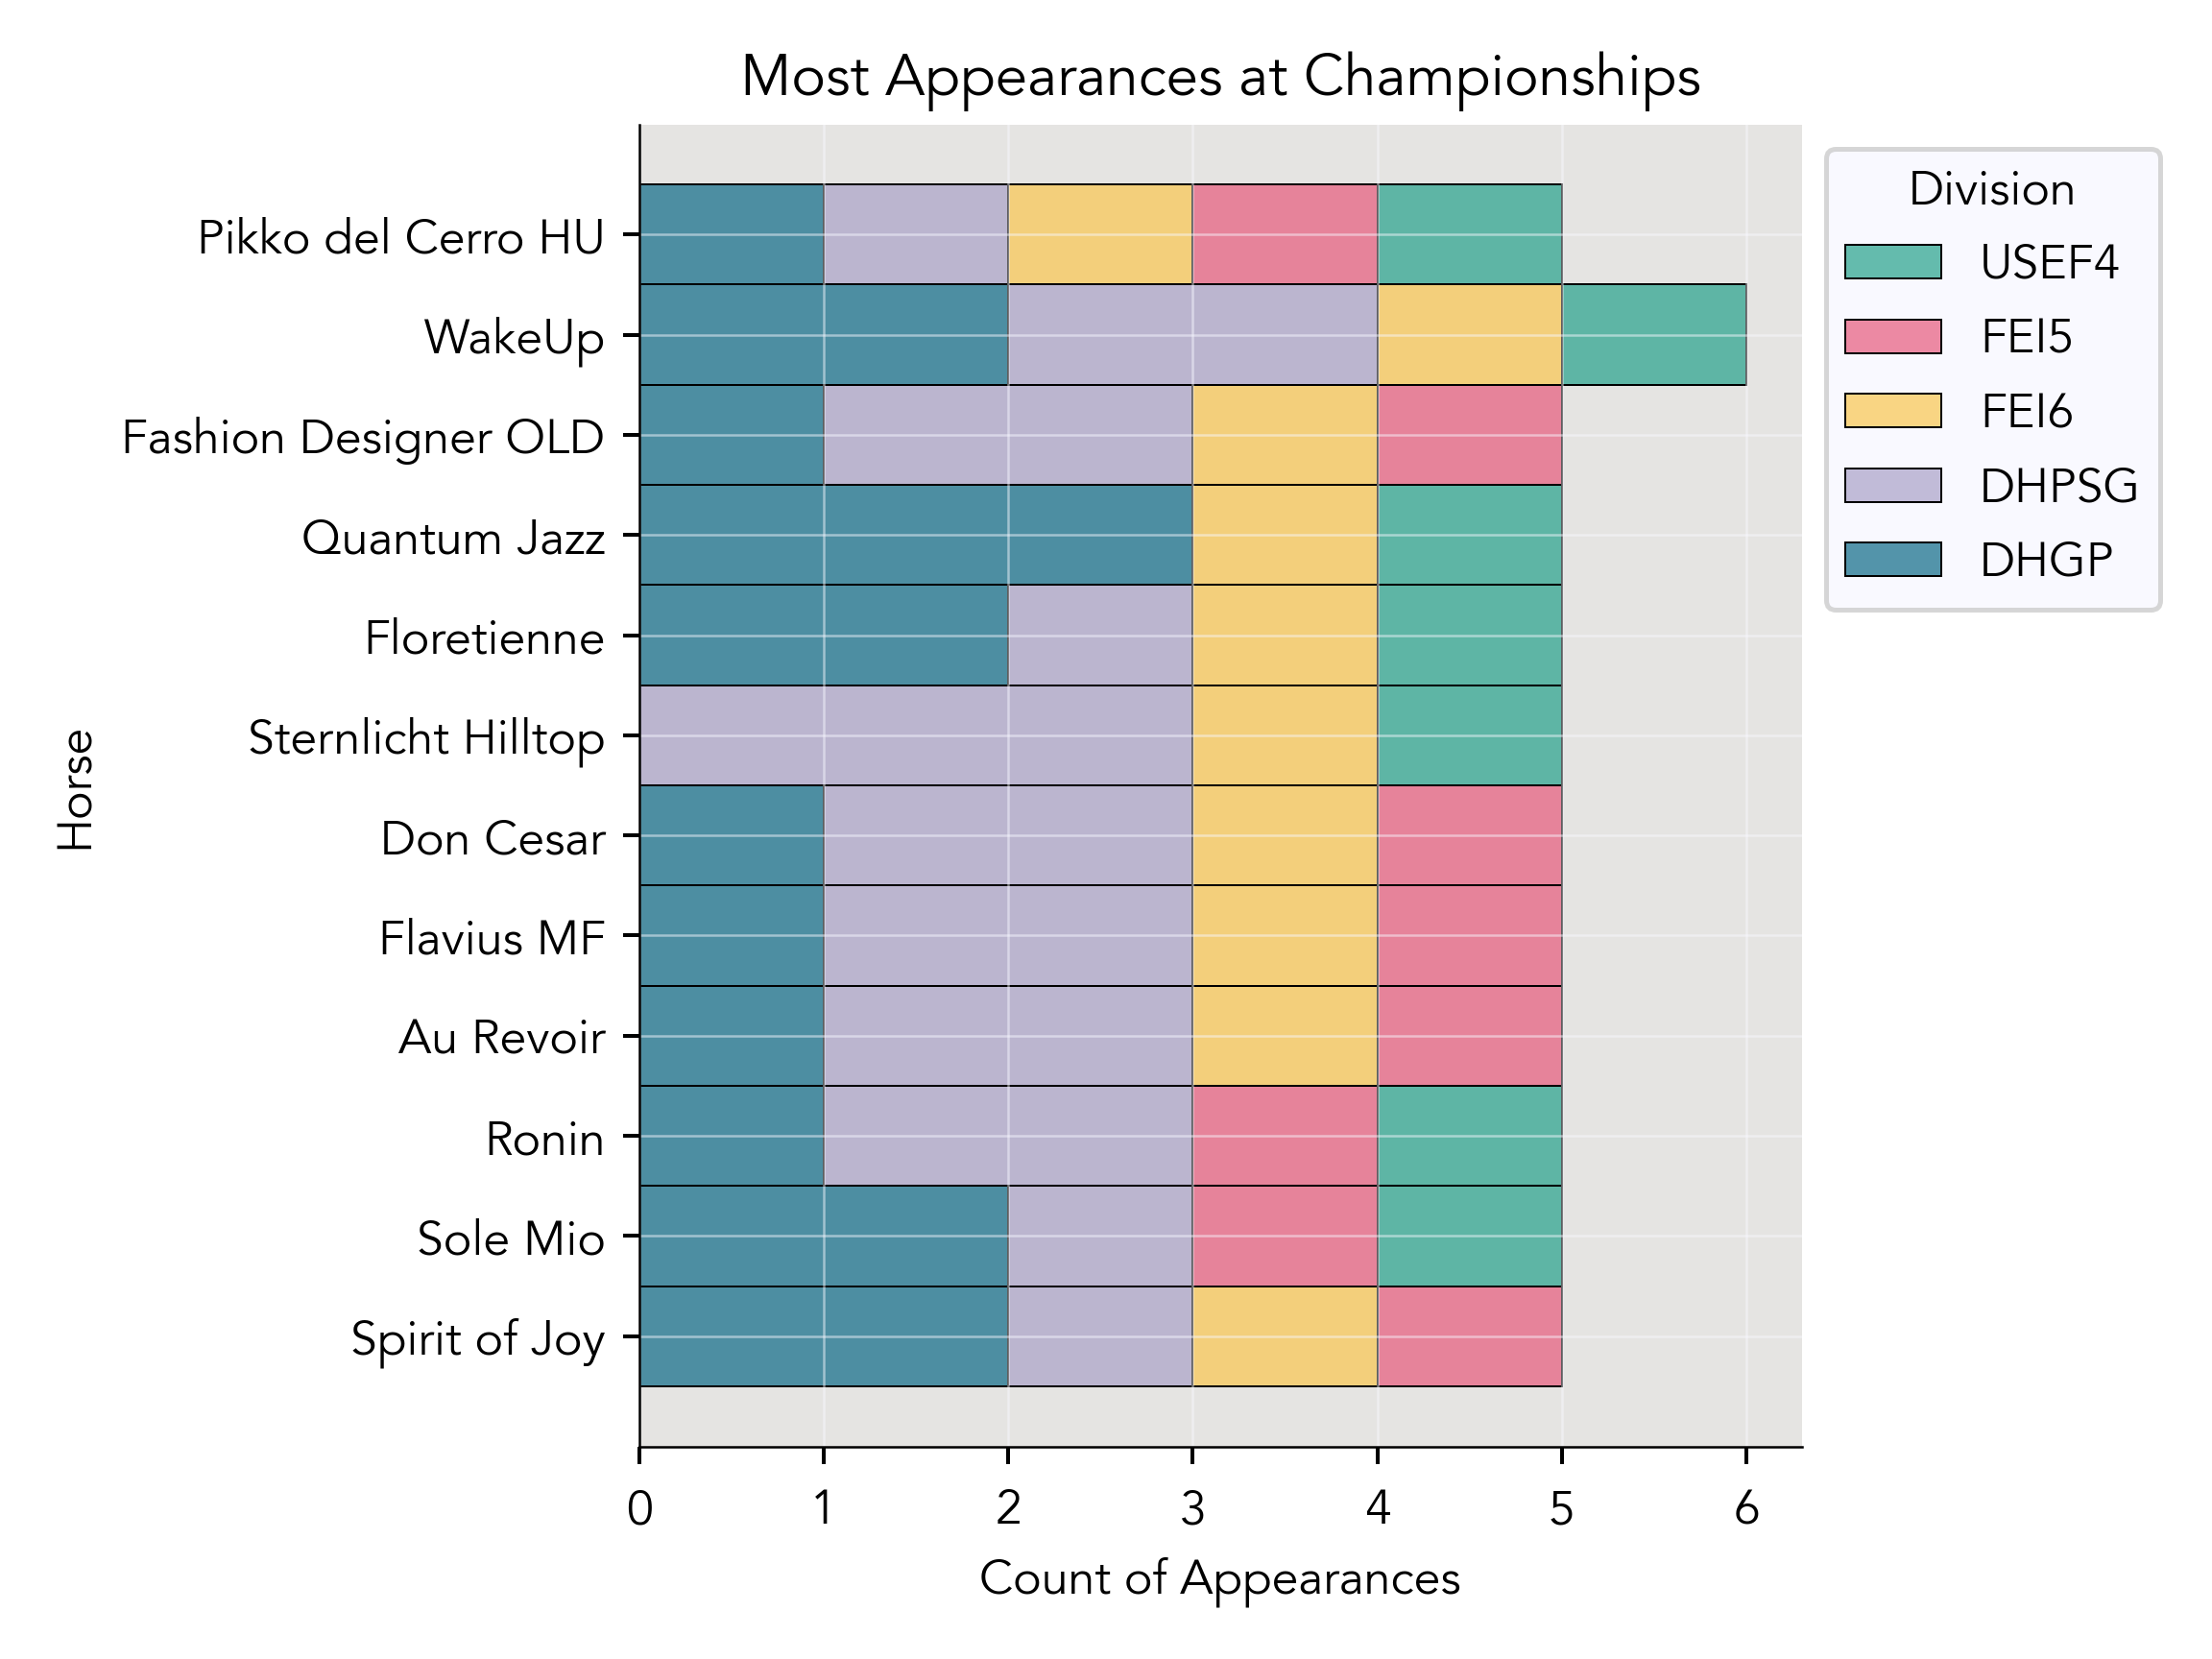 Most Appearances at Championships
Pikko del Cerro HU
WakeUp
Fashion Designer OLD
Quantum Jazz
Floretienne
Sternlicht Hilltop
Don Cesar
Flavius MF
Au Revoir
Ronin
Sole Mio
Spirit of Joy
Horse
0 1 2 3 4 5 6
Count of Appearances
Division
USEF4
FEI5
FEI6
DHPSG
DHGP